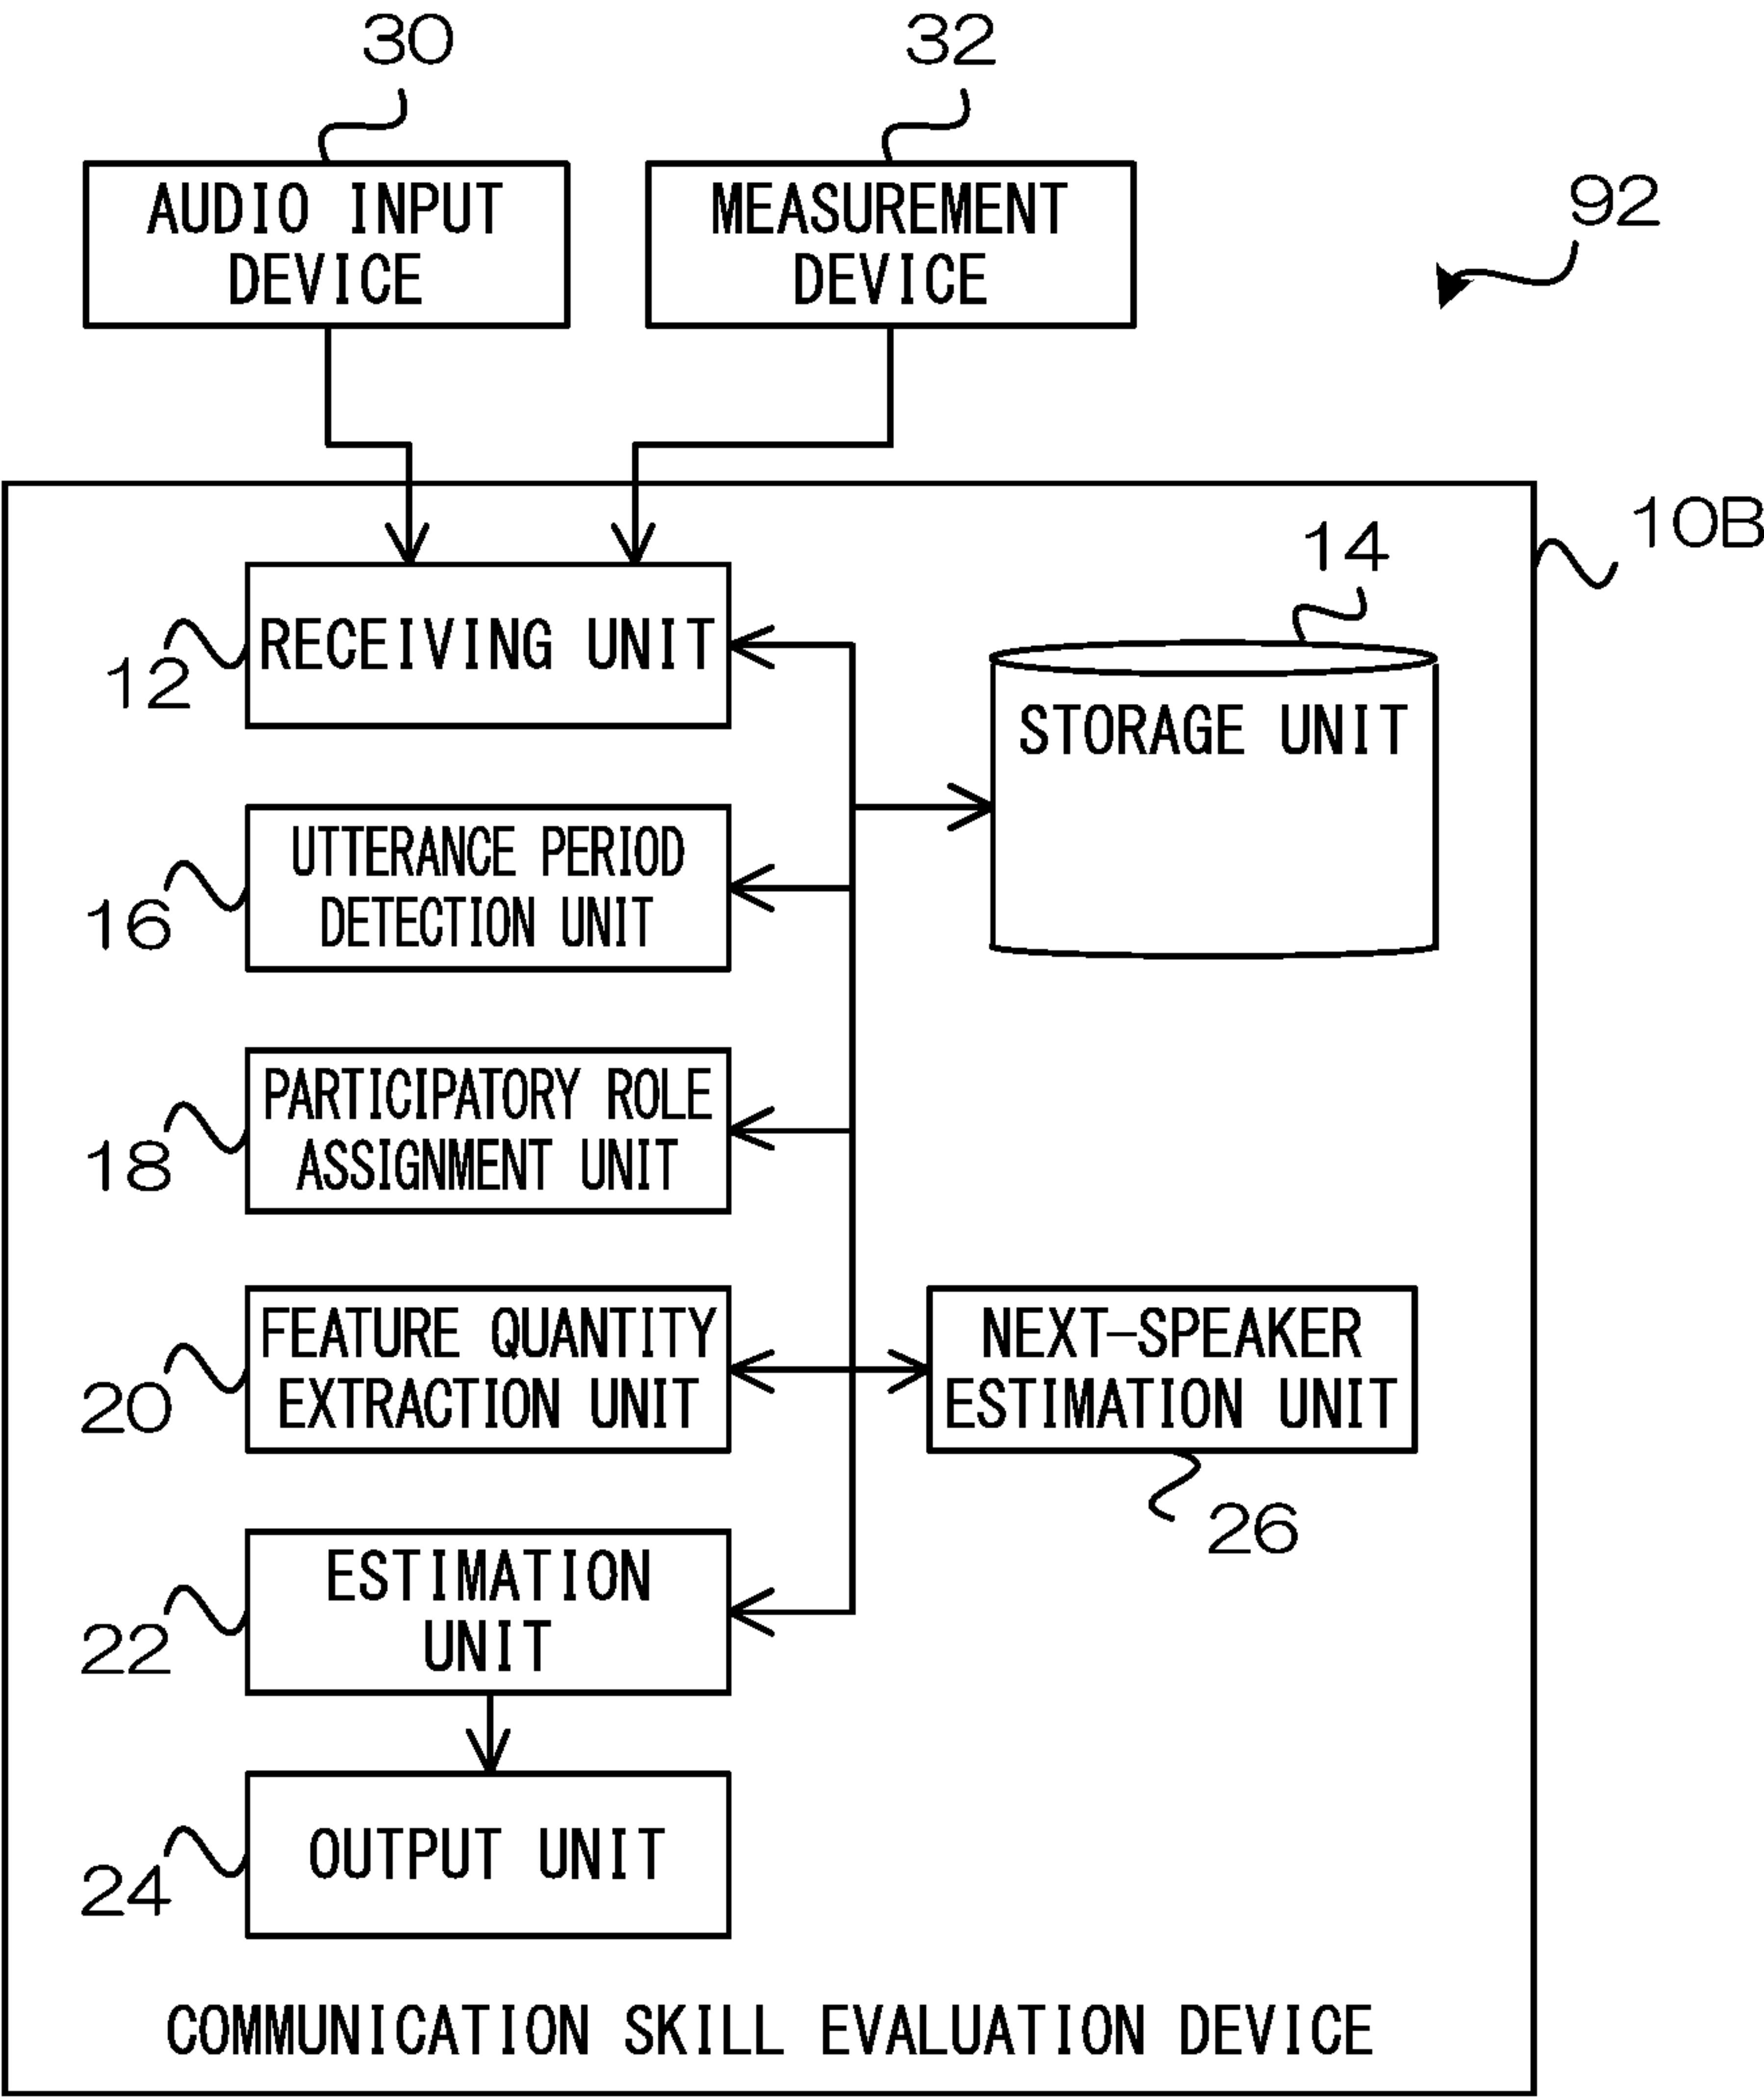 30
32
AUDIO INPUT
DEVICE
MEASUREMENT
DEVICE
92
10B
14
RECEIVING UNIT
12
STORAGE UNIT
UTTERANCE PERIOD
DETECTION UNIT
16
PARTICIPATORY ROLE
ASSIGNMENT UNIT
18
FEATURE QUANTITY
EXTRACTION UNIT
20
NEXT-SPEAKER
ESTIMATION UNIT
26
ESTIMATION
UNIT
22
OUTPUT UNIT
24
COMMUNICATION SKILL EVALUATION DEVICE